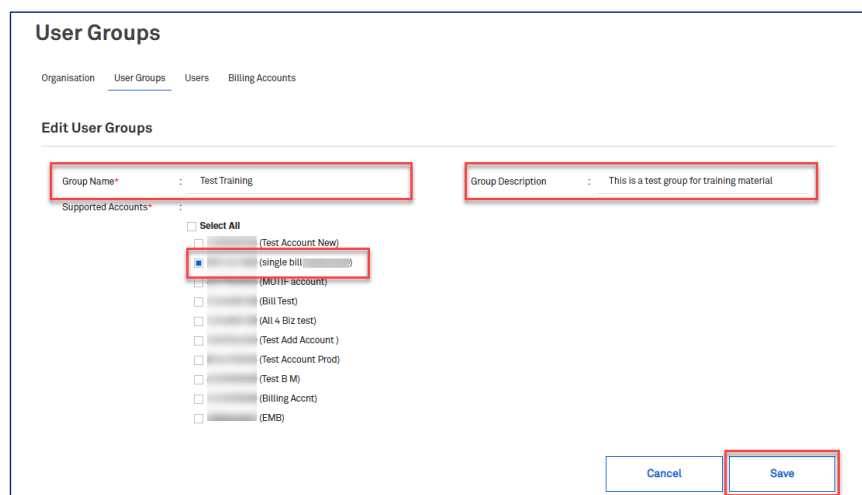 User Groups
Organisation User Groups Users Billing Accounts
Edit User Groups
Group Name* : Test Training Group Description : This is a test group for training material
Supported Accounts* :
Select All
(Test Account New)
(single bill )
(MOTIF account)
(Bill Test)
(All 4 Biz test)
(Test Add Account )
(Test Account Prod)
(Test B M)
(Billing Accnt)
(EMB)
Cancel Save